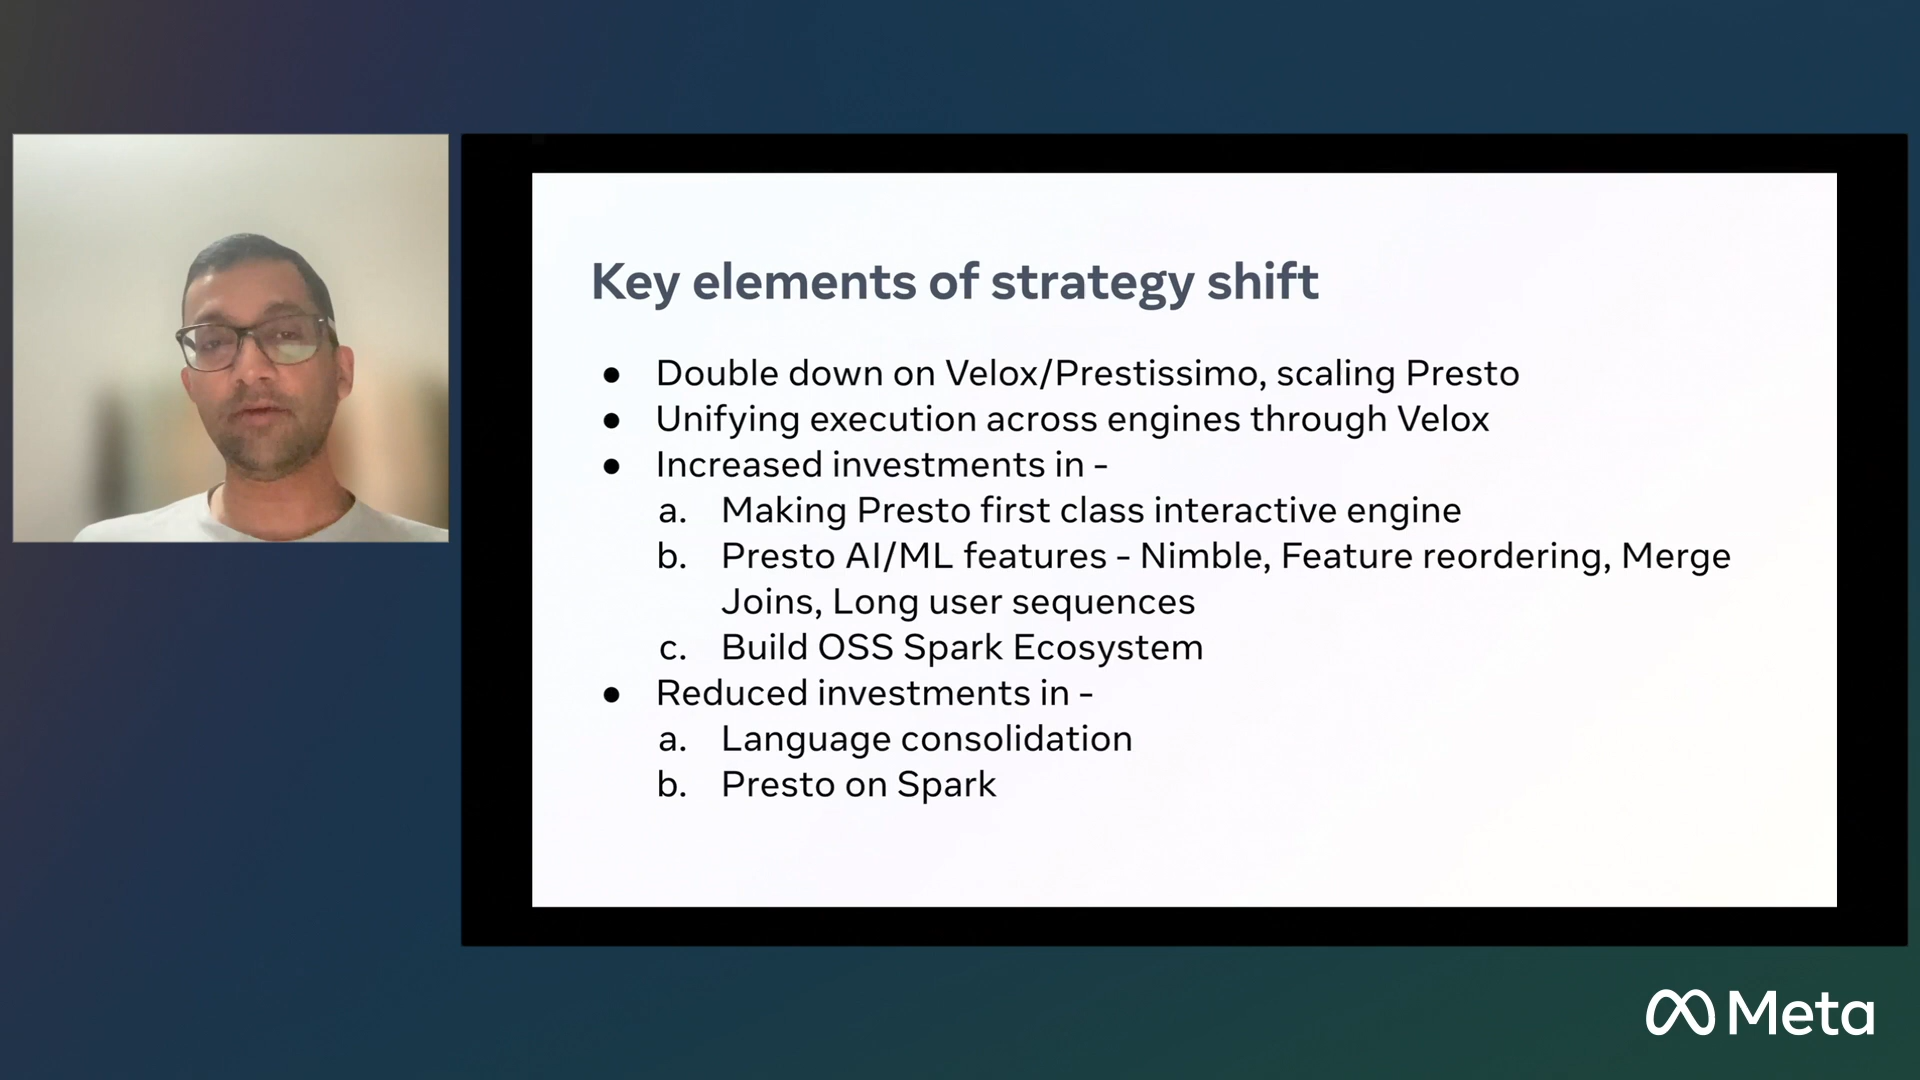 Key elements of strategy shift
● Double down on Velox/Prestissimo, scaling Presto
● Unifying execution across engines through Velox
● Increased investments in -
a. Making Presto first class interactive engine
b. Presto AI/ML features - Nimble, Feature reordering, Merge
Joins, Long user sequences
c. Build OSS Spark Ecosystem
● Reduced investments in -
a. Language consolidation
b. Presto on Spark
Meta